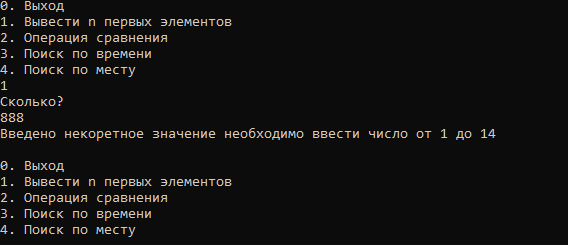 0. Выход
1. Вывести n первых элементов
2. Операция сравнения
3. Поиск по времени
4. Поиск по месту
1
Сколько?
888
Введено некоретное значение необходимо ввести число от 1 до 14
0. Выход
1. Вывести n первых элементов
2. Операция сравнения
3. Поиск по времени
4. Поиск по месту